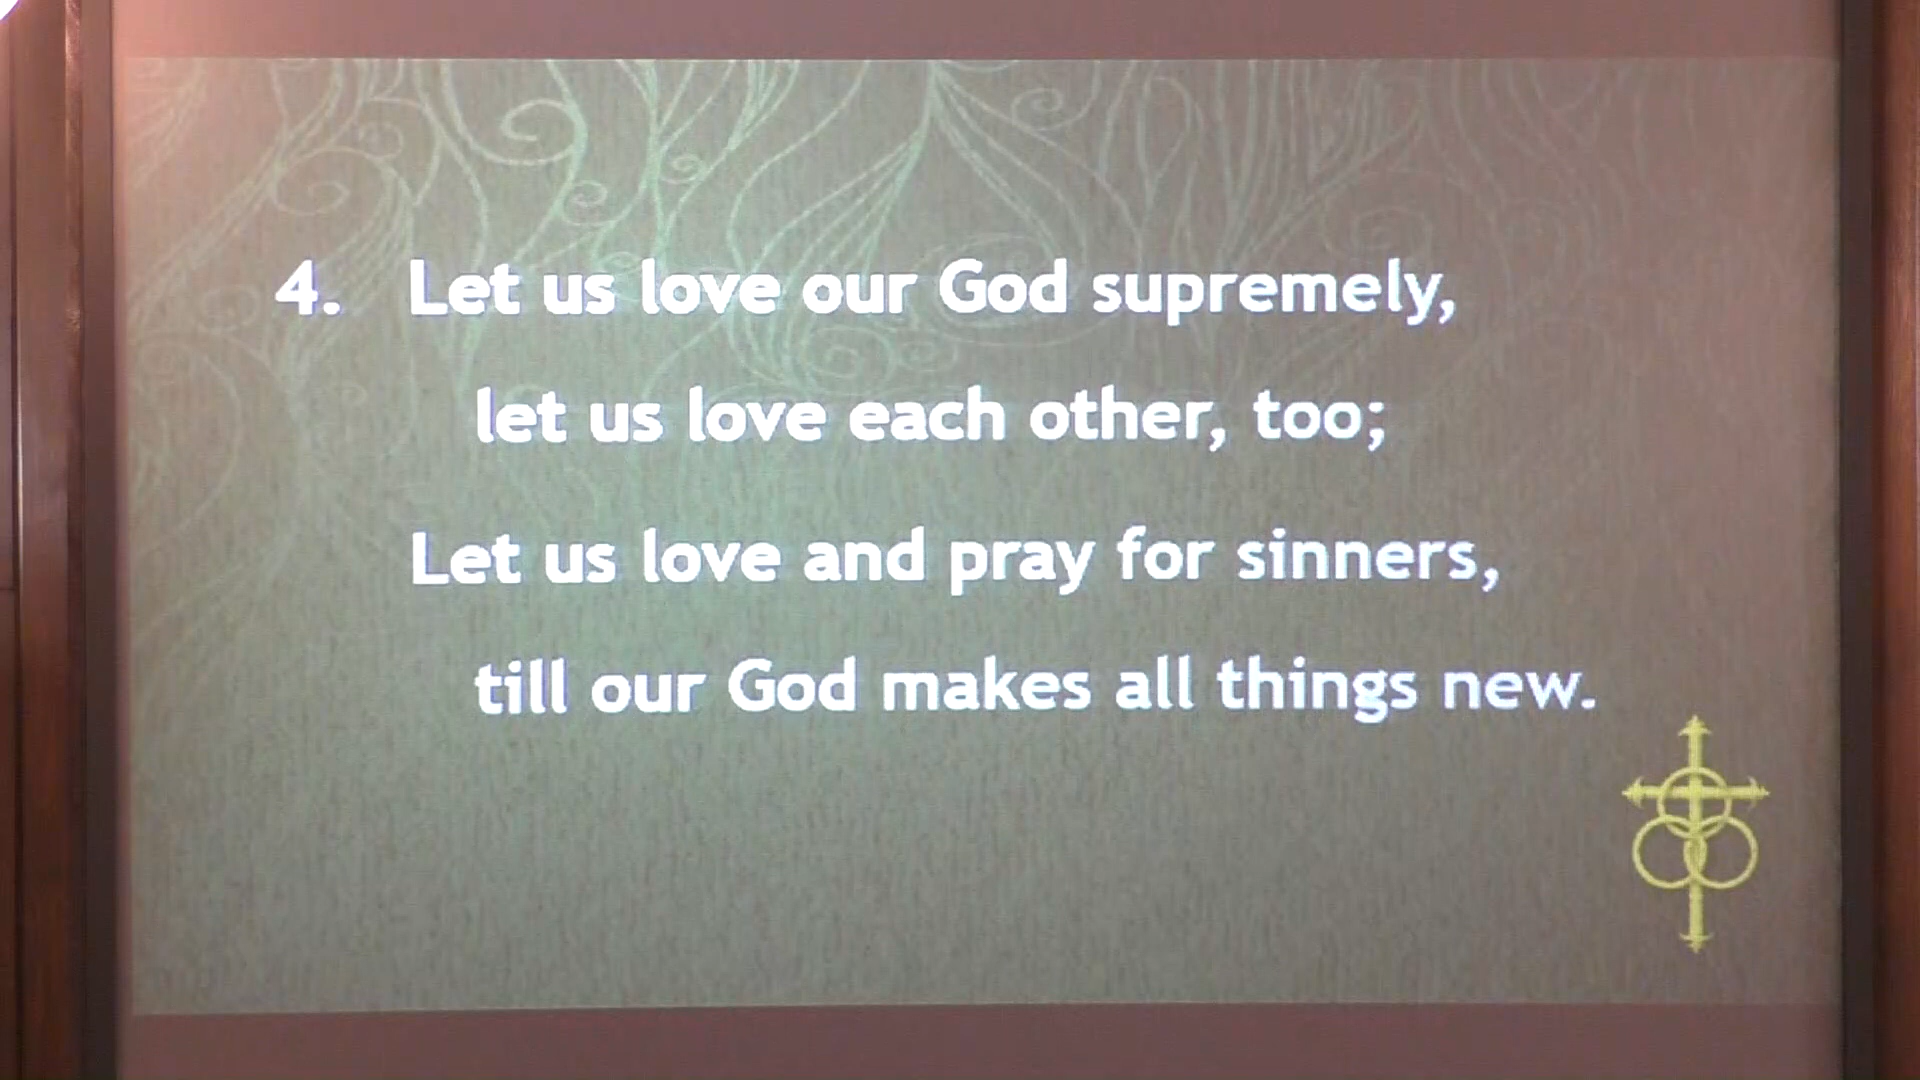 4. Let us love our God supremely,
let us love each other, too;
Let us love and pray for sinners,
till our God makes all things new.